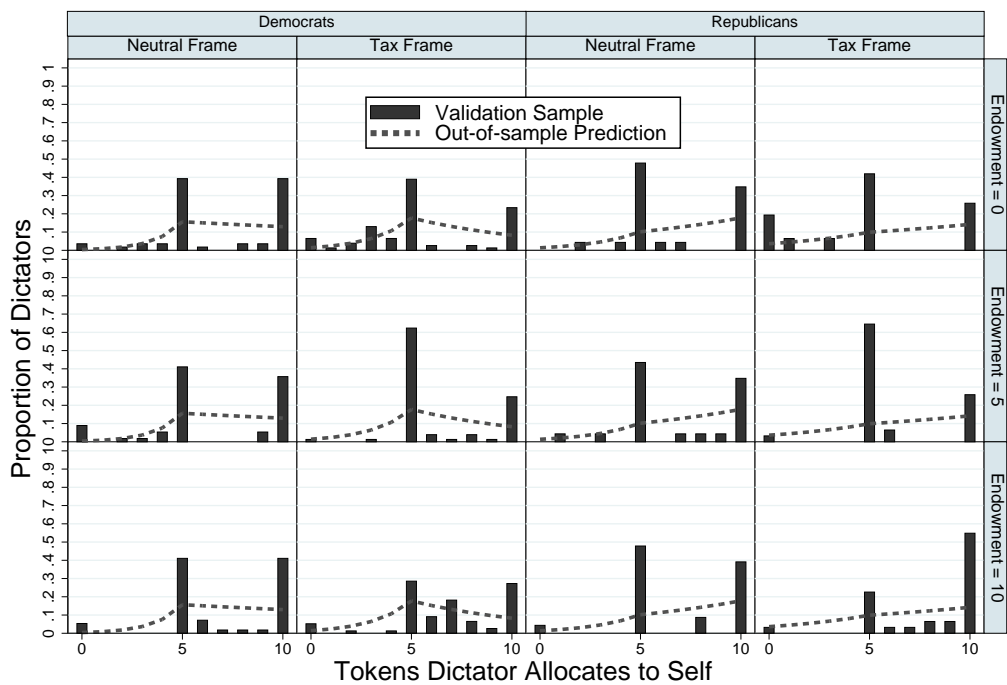 Democrats Republicans
Neutral Frame Tax Frame Neutral Frame Tax Frame
Validation Sample
Out-of-sample Prediction
Proportion of Dictators
0 .1 .2 .3 .4 .5 .6 .7 .8 .9 1
0 .1 .2 .3 .4 .5 .6 .7 .8 .9 1
0 .1 .2 .3 .4 .5 .6 .7 .8 .9 1
Endowment = 0
Endowment = 5
Endowment = 10
0 5 10 0 5 10 0 5 10 0 5 10
Tokens Dictator Allocates to Self